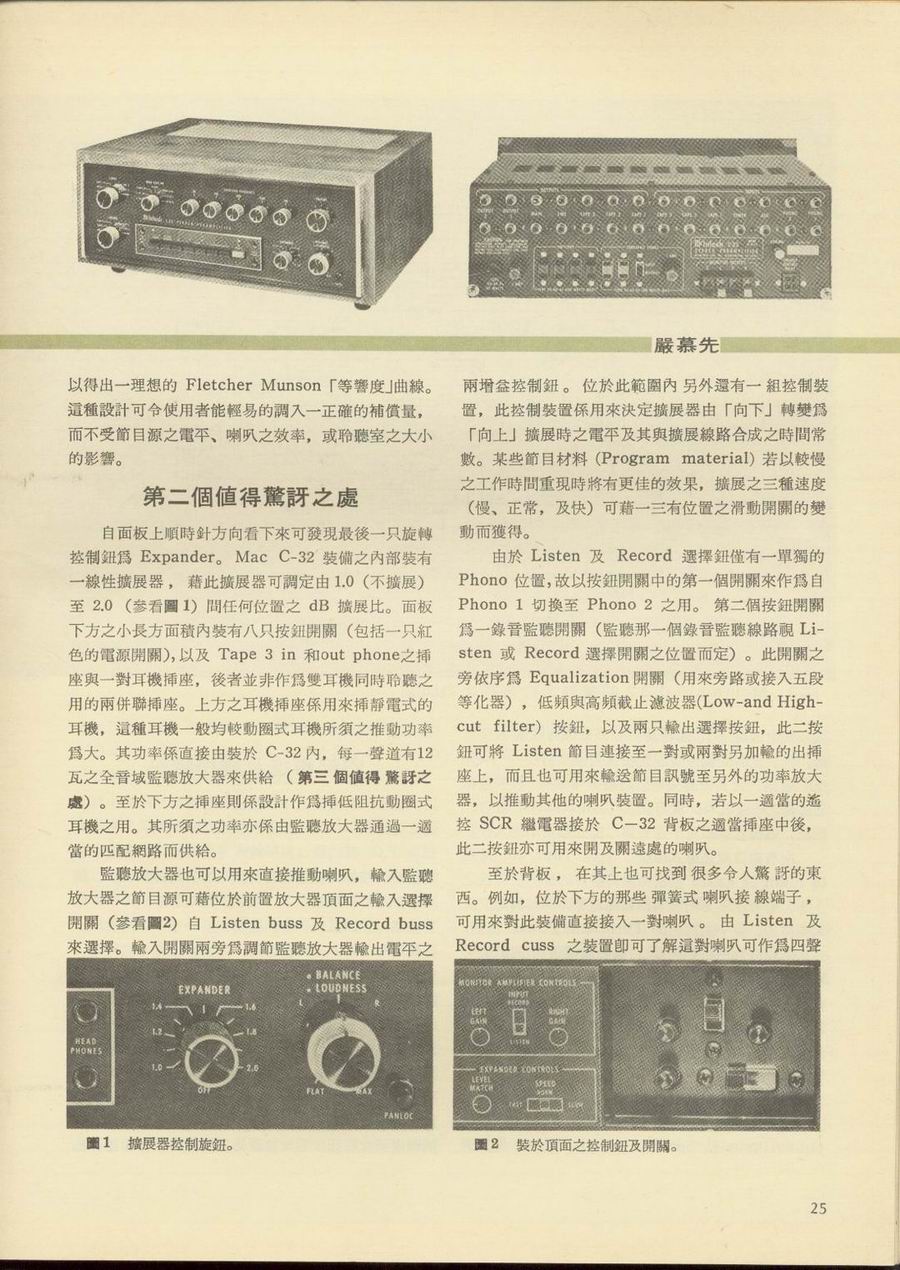 嚴慕先
以得出一理想的 Fletcher Munson「等響度」曲線。
這種設計可令使用者能輕易的調入一正確的補償量，
而不受節目源之電平、喇叭之效率，或聆聽室之大小
的影響。
第二個值得驚訝之處
自面板上順時針方向看下來可發現最後一只旋轉
控制鈕爲 Expander。Mac C-32 裝備之內部裝有
一線性擴展器，藉此擴展器可調定由 1.0（不擴展）
至 2.0（參看圖 1）間任何位置之 dB 擴展比。面板
下方之小長方面積內裝有八只按鈕開關（包括一只紅
色的電源開關），以及 Tape 3 in 和out phone之揷
座與一對耳機揷座，後者並非作爲雙耳機同時聆聽之
用的兩併聯揷座。上方之耳機揷座係用來揷靜電式的
耳機，這種耳機一般均較動圈式耳機所須之推動功率
爲大。其功率係直接由裝於 C-32 內，每一聲道有12
瓦之全音域監聽放大器來供給（第三個值得驚訝之
處）。至於下方之揷座則係設計作爲揷低阻抗動圈式
耳機之用。其所須之功率亦係由監聽放大器通過一適
當的匹配網路而供給。
監聽放大器也可以用來直接推動喇叭，輸入監聽
放大器之節目源可藉位於前置放大器頂面之輸入選擇
開關（參看圖2）自 Listen buss 及 Record buss
來選擇。輸入開關兩旁爲調節監聽放大器輸出電平之
兩增益控制鈕。位於此範圍內另外還有一組控制裝
置，此控制裝置係用來決定擴展器由「向下」轉變爲
「向上」擴展時之電平及其與擴展線路合成之時間常
數。某些節目材料 (Program material) 若以較慢
之工作時間重現時將有更佳的效果，擴展之三種速度
（慢、正常，及快）可藉一三有位置之滑動開關的變
動而獲得。
由於 Listen 及 Record 選擇鈕僅有一單獨的
Phono 位置，故以按鈕開關中的第一個開關來作爲自
Phono 1 切換至 Phono 2 之用。第二個按鈕開關
爲一錄音監聽開關（監聽那一個錄音監聽線路視 Li-
sten 或 Record 選擇開關之位置而定）。此開關之
旁依序爲 Equalization 開關（用來旁路或接入五段
等化器），低頻與高頻截止濾波器(Low-and High-
cut filter) 按鈕，以及兩只輸出選擇按鈕，此二按
鈕可將 Listen 節目連接至一對或兩對另加輸的出揷
座上，而且也可用來輸送節目訊號至另外的功率放大
器，以推動其他的喇叭裝置。同時，若以一適當的遙
控 SCR 繼電器接於 C－32 背板之適當揷座中後，
此二按鈕亦可用來開及關遠處的喇叭。
至於背板，在其上也可找到很多令人驚訝的東
西。例如，位於下方的那些彈簧式喇叭接線端子，
可用來對此裝備直接接入一對喇叭。由 Listen 及
Record cuss 之裝置卽可了解這對喇叭可作爲四聲
HEAD
PHONES
EXPANDER
1.4 1.6
1.2 1.8
1.0 2.0
OFF
BALANCE
LOUDNESS
L R
FLAT MAX
PANLOC
圖1 擴展器控制旋鈕。
MONITOR AMPLIFIER CONTROLS
INPUT
RECORD
LEFT GAIN
RIGHT GAIN
LISTEN
EXPANDER CONTROLS
LEVEL MATCH
SPEED
NORM
FAST SLOW
圖2 裝於頂面之控制鈕及開關。
25